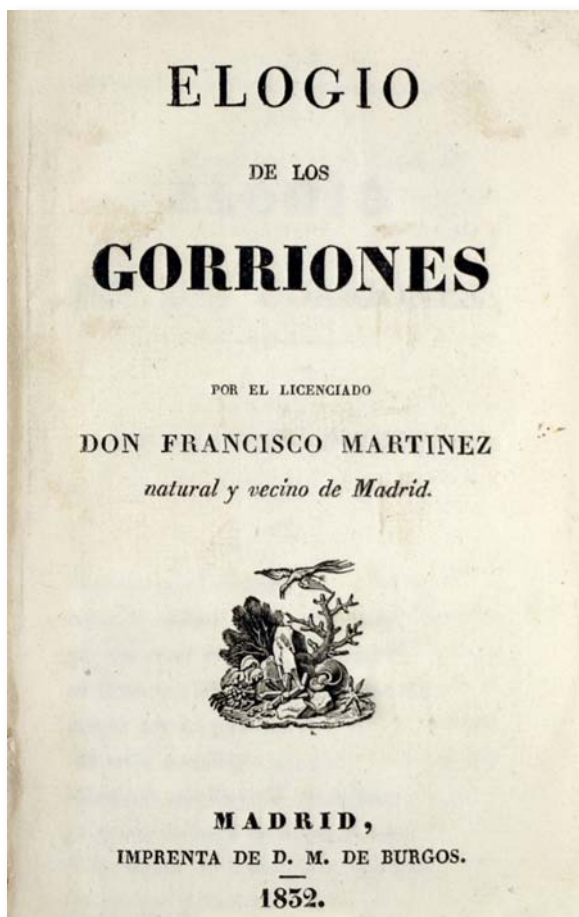 ELOGIO
DE LOS
GORRIONES
POR EL LICENCIADO
DON FRANCISCO MARTINEZ
natural y vecino de Madrid.
MADRID,
IMPRENTA DE D. M. DE BURGOS.
1832.